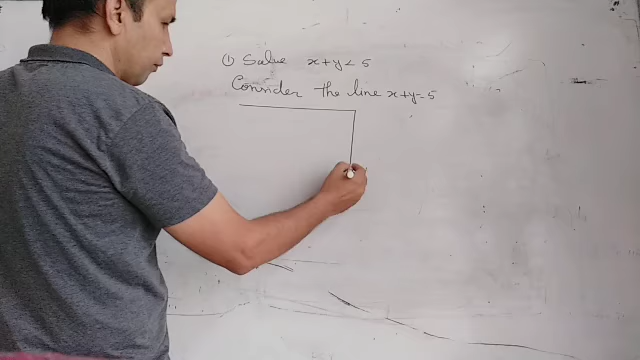 ① Solve x+y< 5
Consider the line x+y=5